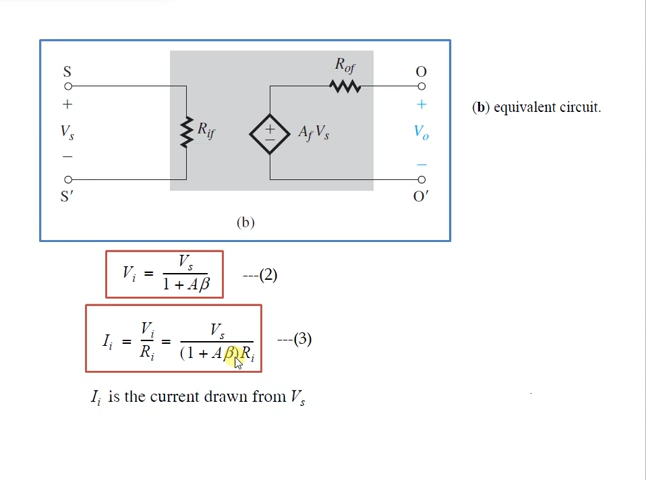 S
+
V_s
−
S'
R_if
+
−
A_f V_s
R_of
O
+
V_o
−
O'
(b)
(b) equivalent circuit.
V_i = V_s / (1 + Aβ) ---(2)
I_i = V_i / R_i = V_s / ((1 + Aβ)R_i) ---(3)
I_i is the current drawn from V_s